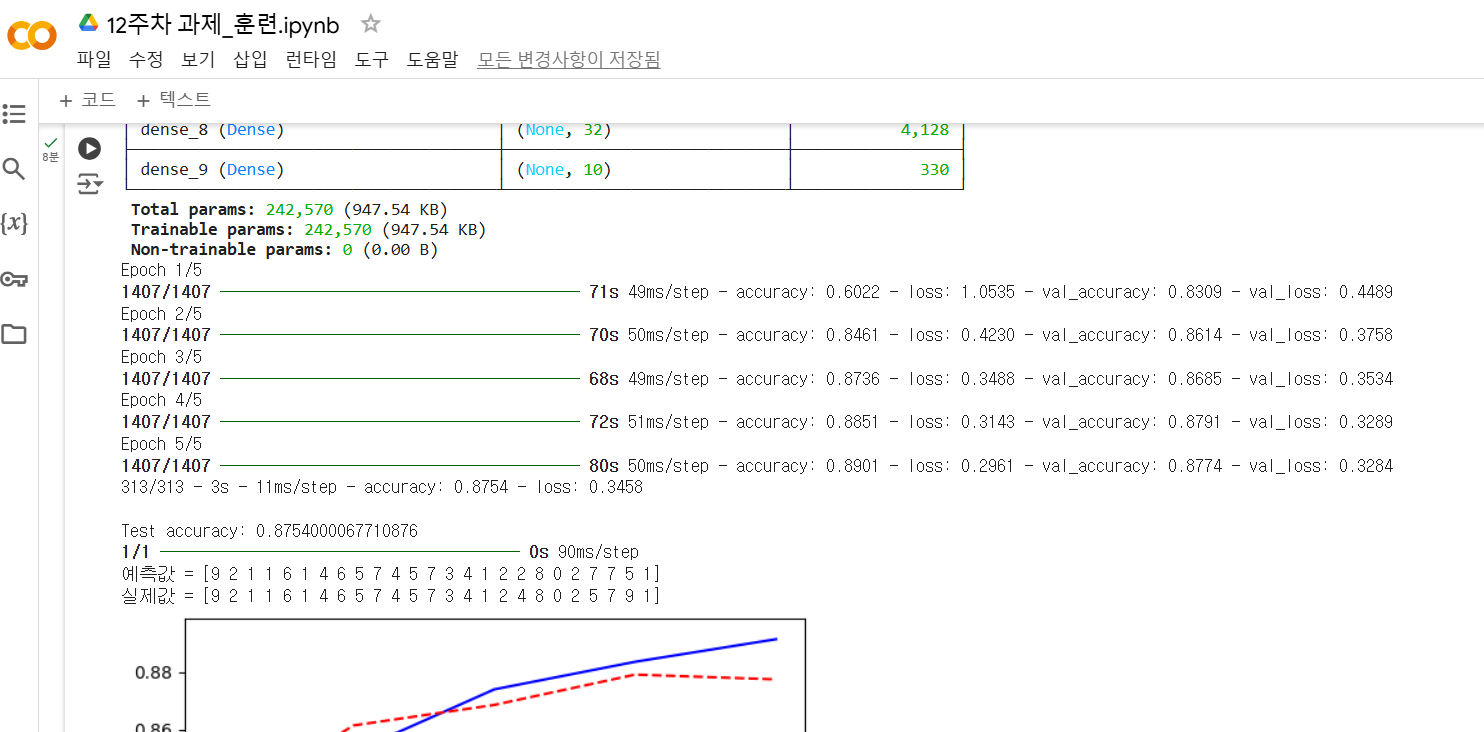 12주차 과제_훈련.ipynb
파일 수정 보기 삽입 런타임 도구 도움말 모든 변경사항이 저장됨
+ 코드 + 텍스트
8분
dense_8 (Dense) (None, 32) 4,128
dense_9 (Dense) (None, 10) 330
Total params: 242,570 (947.54 KB)
Trainable params: 242,570 (947.54 KB)
Non-trainable params: 0 (0.00 B)
Epoch 1/5
1407/1407 71s 49ms/step - accuracy: 0.6022 - loss: 1.0535 - val_accuracy: 0.8309 - val_loss: 0.4489
Epoch 2/5
1407/1407 70s 50ms/step - accuracy: 0.8461 - loss: 0.4230 - val_accuracy: 0.8614 - val_loss: 0.3758
Epoch 3/5
1407/1407 68s 49ms/step - accuracy: 0.8736 - loss: 0.3488 - val_accuracy: 0.8685 - val_loss: 0.3534
Epoch 4/5
1407/1407 72s 51ms/step - accuracy: 0.8851 - loss: 0.3143 - val_accuracy: 0.8791 - val_loss: 0.3289
Epoch 5/5
1407/1407 80s 50ms/step - accuracy: 0.8901 - loss: 0.2961 - val_accuracy: 0.8774 - val_loss: 0.3284
313/313 - 3s - 11ms/step - accuracy: 0.8754 - loss: 0.3458
Test accuracy: 0.8754000067710876
1/1 0s 90ms/step
예측값 = [9 2 1 1 6 1 4 6 5 7 4 5 7 3 4 1 2 2 8 0 2 7 7 5 1]
실제값 = [9 2 1 1 6 1 4 6 5 7 4 5 7 3 4 1 2 4 8 0 2 5 7 9 1]
0.88
0.86
{x}